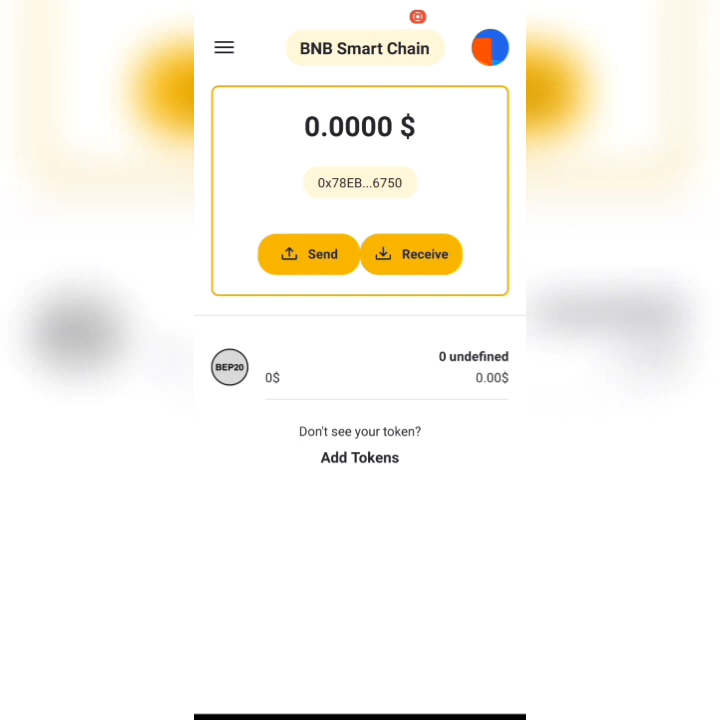 BNB Smart Chain
0.0000 $
0x78EB...6750
Send
Receive
BEP20
0 undefined
0$
0.00$
Don't see your token?
Add Tokens